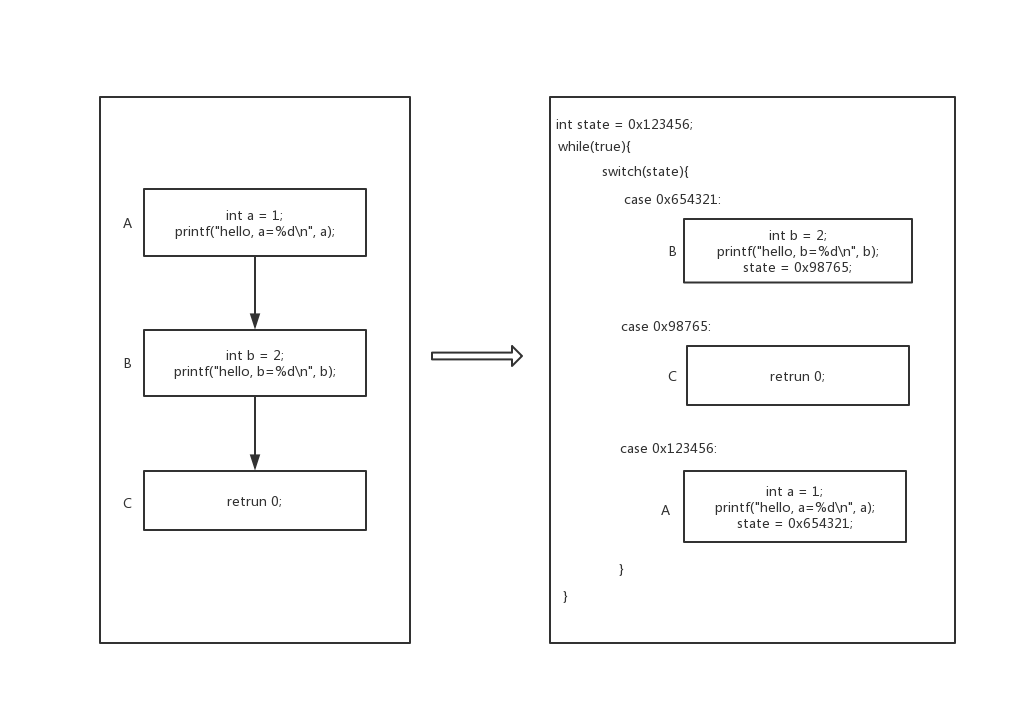 A
int a = 1;
printf("hello, a=%d\n", a);
B
int b = 2;
printf("hello, b=%d\n", b);
C
retrun 0;
int state = 0x123456;
while(true){
switch(state){
case 0x654321:
B
int b = 2;
printf("hello, b=%d\n", b);
state = 0x98765;
case 0x98765:
C
retrun 0;
case 0x123456:
A
int a = 1;
printf("hello, a=%d\n", a);
state = 0x654321;
}
}